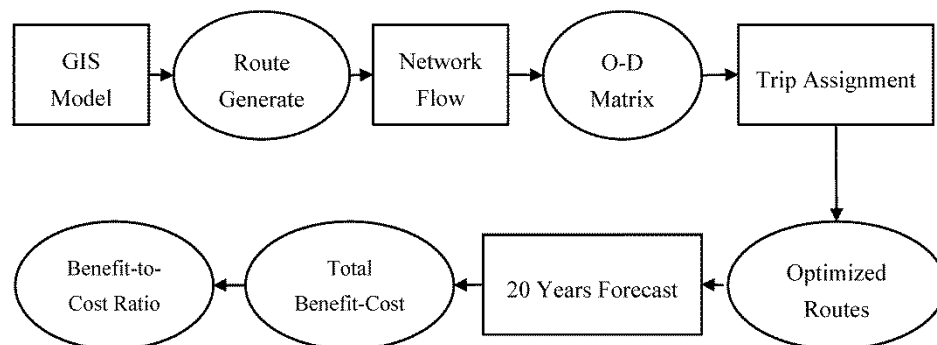 GIS
Model
Route
Generate
Network
Flow
O-D
Matrix
Trip Assignment
Optimized
Routes
20 Years Forecast
Total
Benefit-Cost
Benefit-to-
Cost Ratio